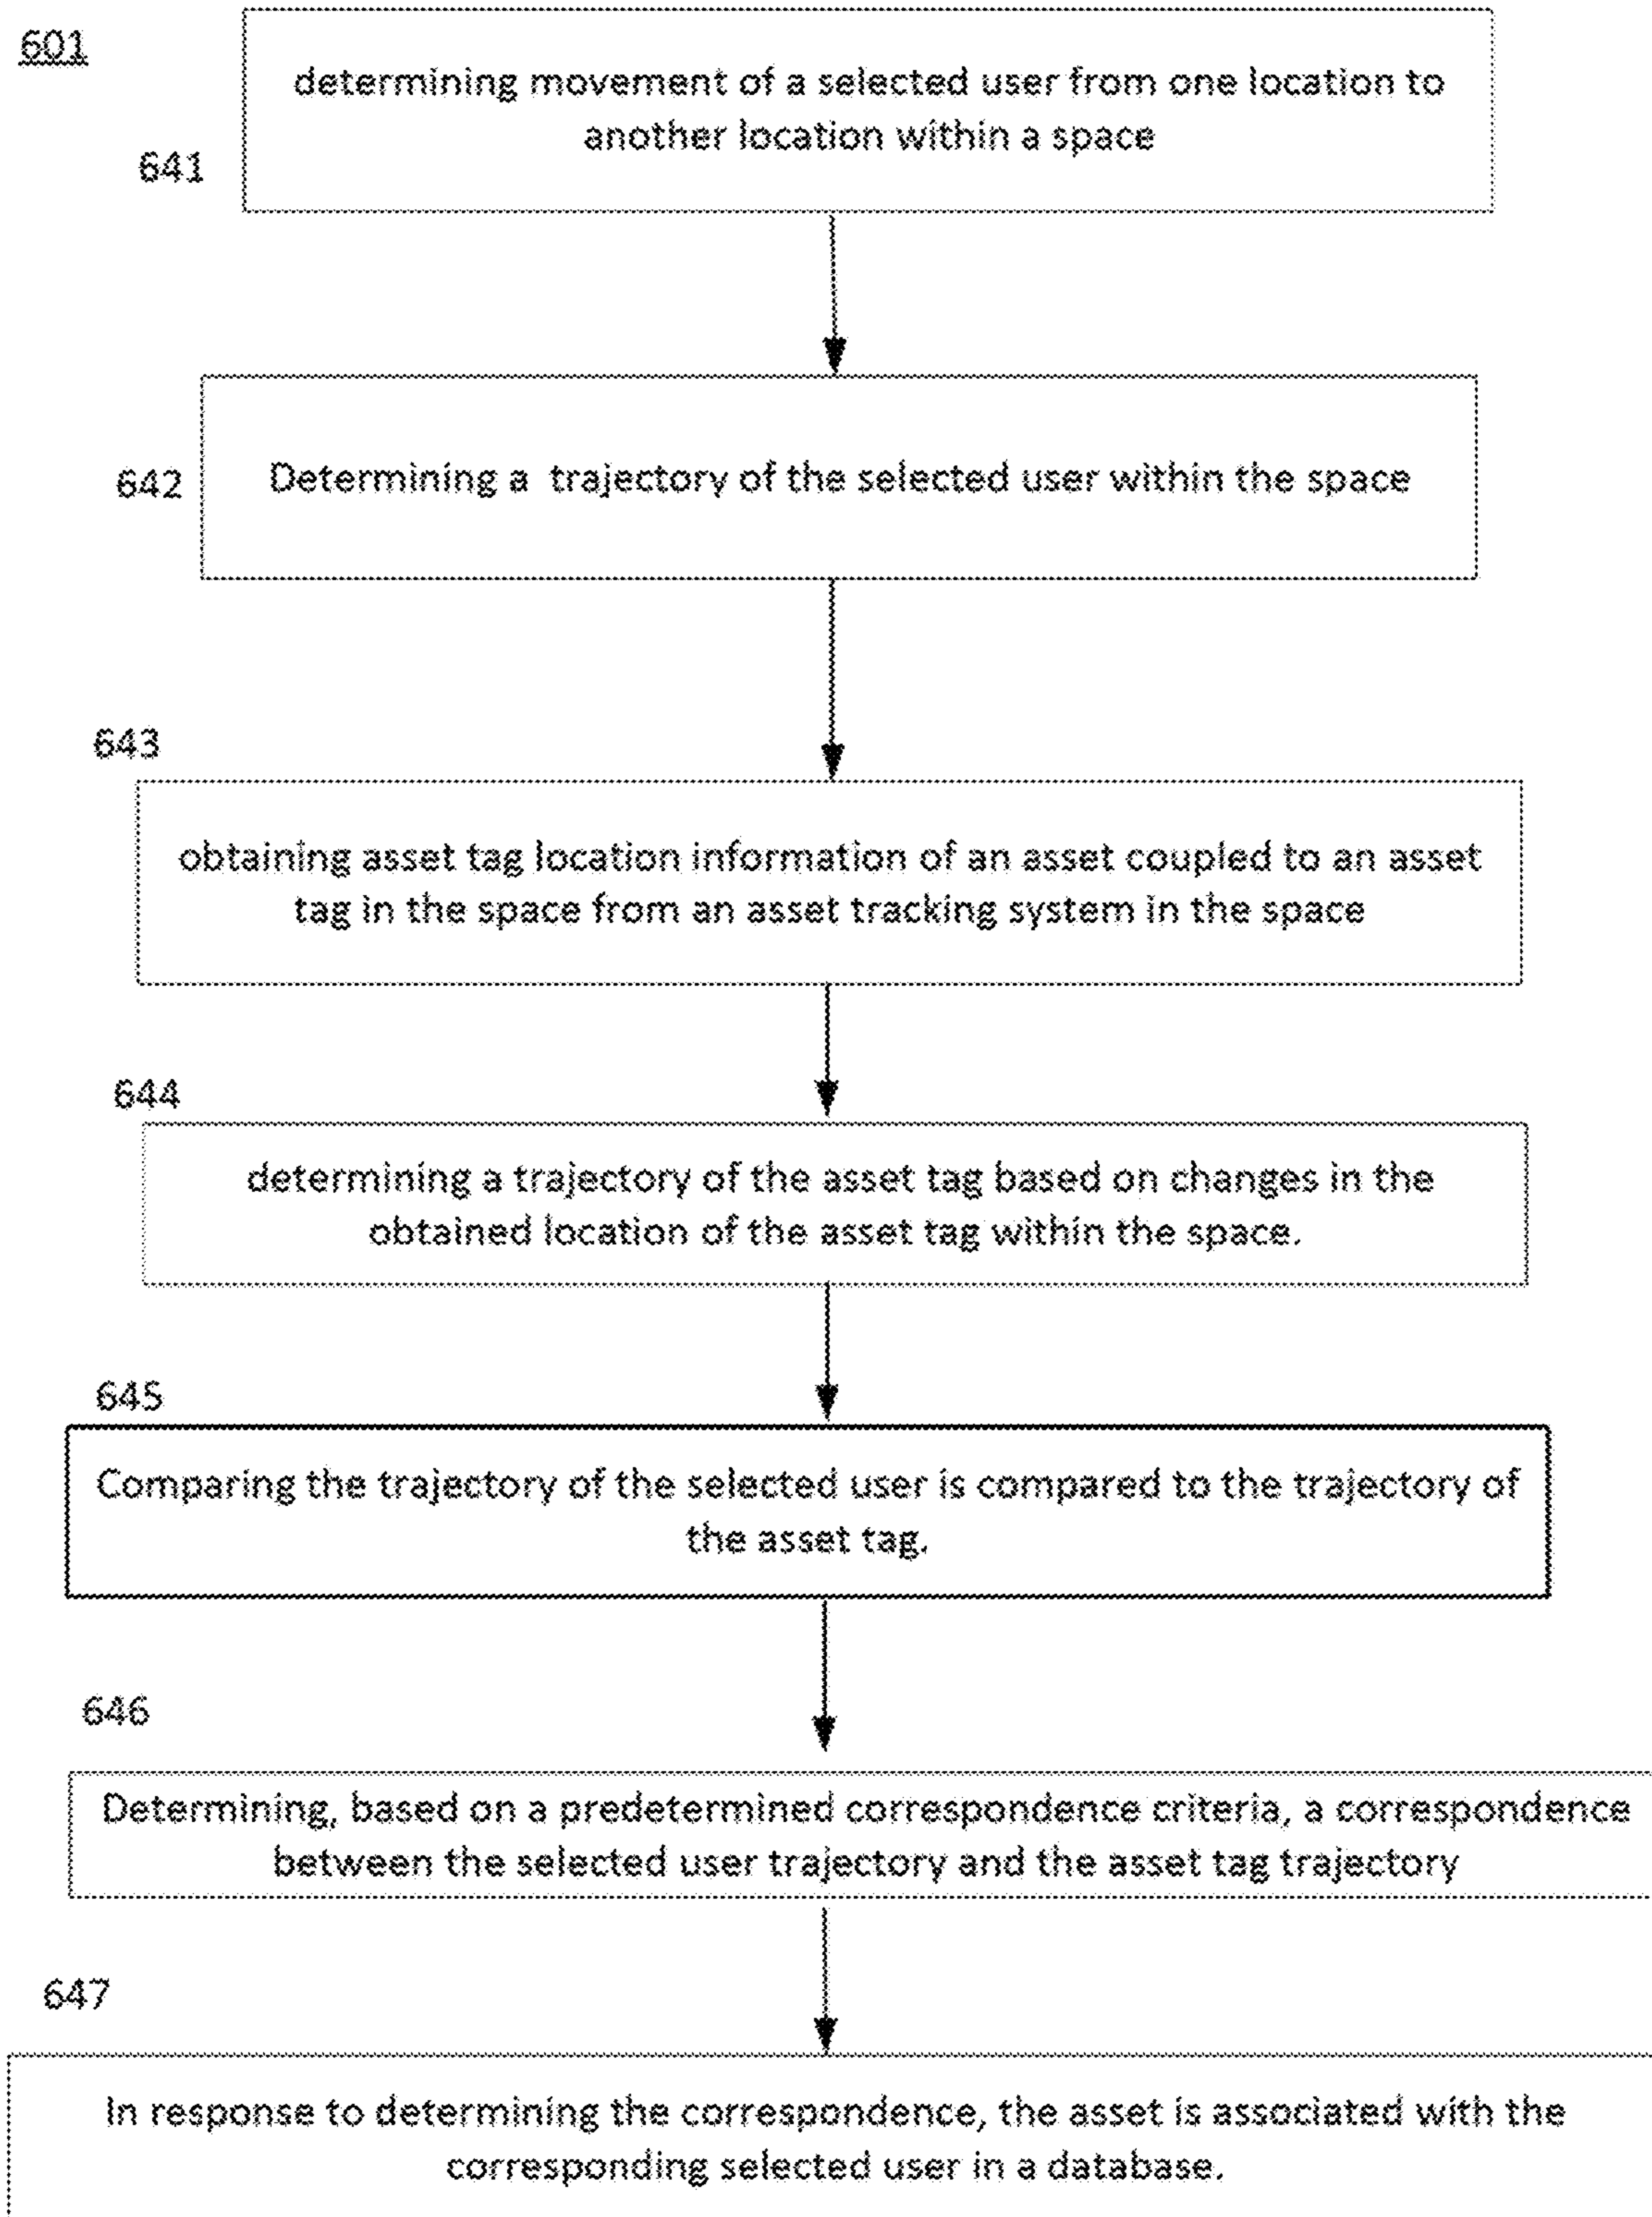 601
determining movement of a selected user from one location to
another location within a space
641
642
Determining a trajectory of the selected user within the space
643
obtaining asset tag location information of an asset coupled to an asset
tag in the space from an asset tracking system in the space
644
determining a trajectory of the asset tag based on changes in the
obtained location of the asset tag within the space.
645
Comparing the trajectory of the selected user is compared to the trajectory of
the asset tag.
646
Determining, based on a predetermined correspondence criteria, a correspondence
between the selected user trajectory and the asset tag trajectory
647
In response to determining the correspondence, the asset is associated with the
corresponding selected user in a database.